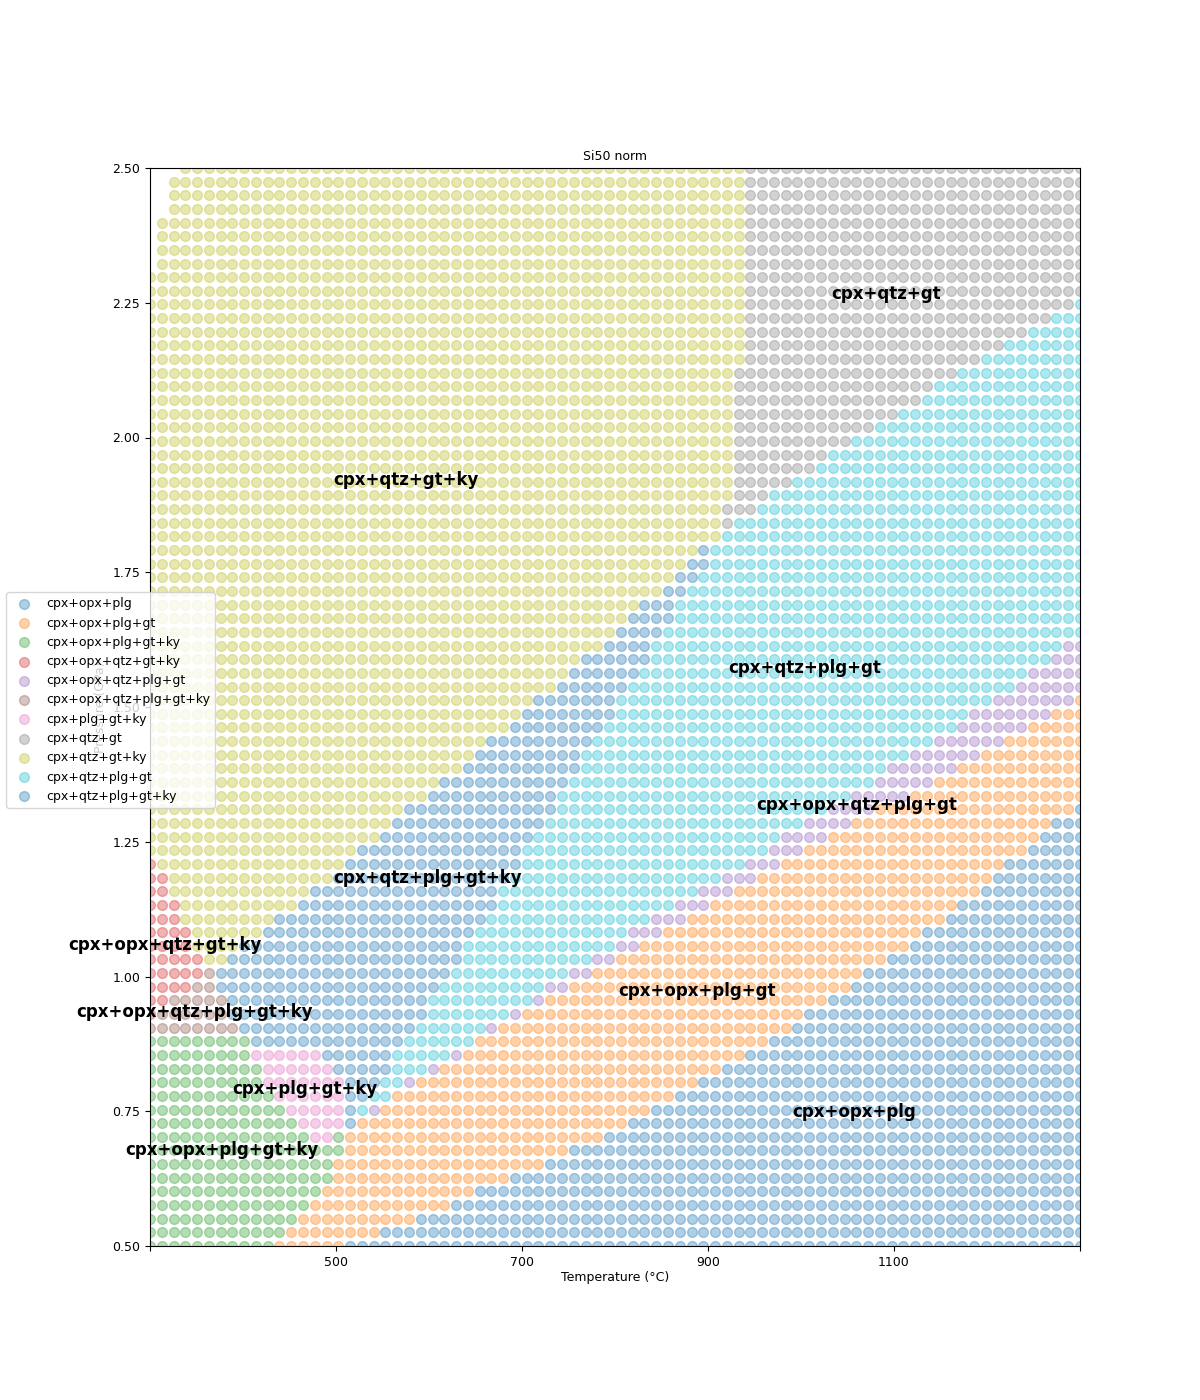 Si50 norm
2.50
2.25
cpx+qtz+gt
2.00
cpx+qtz+gt+ky
1.75
cpx+opx+plg
cpx+opx+plg+gt
cpx+opx+plg+gt+ky
cpx+opx+qtz+gt+ky
cpx+opx+qtz+plg+gt
cpx+opx+qtz+plg+gt+ky
cpx+plg+gt+ky
cpx+qtz+gt
cpx+qtz+gt+ky
cpx+qtz+plg+gt
cpx+qtz+plg+gt+ky
cpx+qtz+plg+gt
1.50
cpx+opx+qtz+plg+gt
1.25
cpx+qtz+plg+gt+ky
cpx+opx+qtz+gt+ky
1.00
cpx+opx+plg+gt
cpx+opx+qtz+plg+gt+ky
cpx+plg+gt+ky
0.75
cpx+opx+plg
cpx+opx+plg+gt+ky
0.50
500
700
900
1100
Temperature (°C)